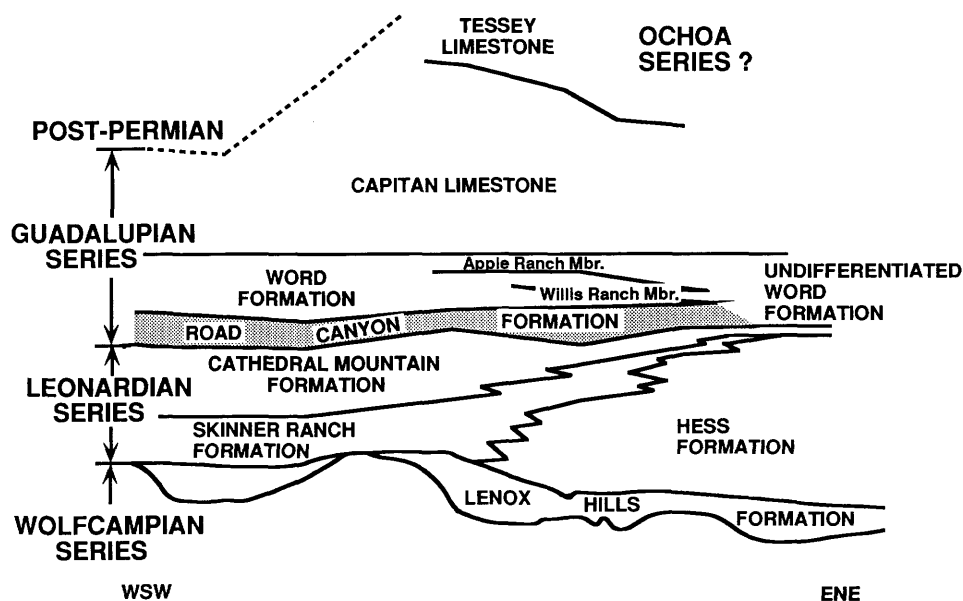 TESSEY
LIMESTONE
OCHOA
SERIES ?
POST-PERMIAN
CAPITAN LIMESTONE
GUADALUPIAN
SERIES
Apple Ranch Mbr.
WORD
FORMATION
Willis Ranch Mbr.
UNDIFFERENTIATED
WORD
FORMATION
ROAD CANYON FORMATION
CATHEDRAL MOUNTAIN
FORMATION
LEONARDIAN
SERIES
SKINNER RANCH
FORMATION
HESS
FORMATION
LENOX HILLS FORMATION
WOLFCAMPIAN
SERIES
WSW ENE